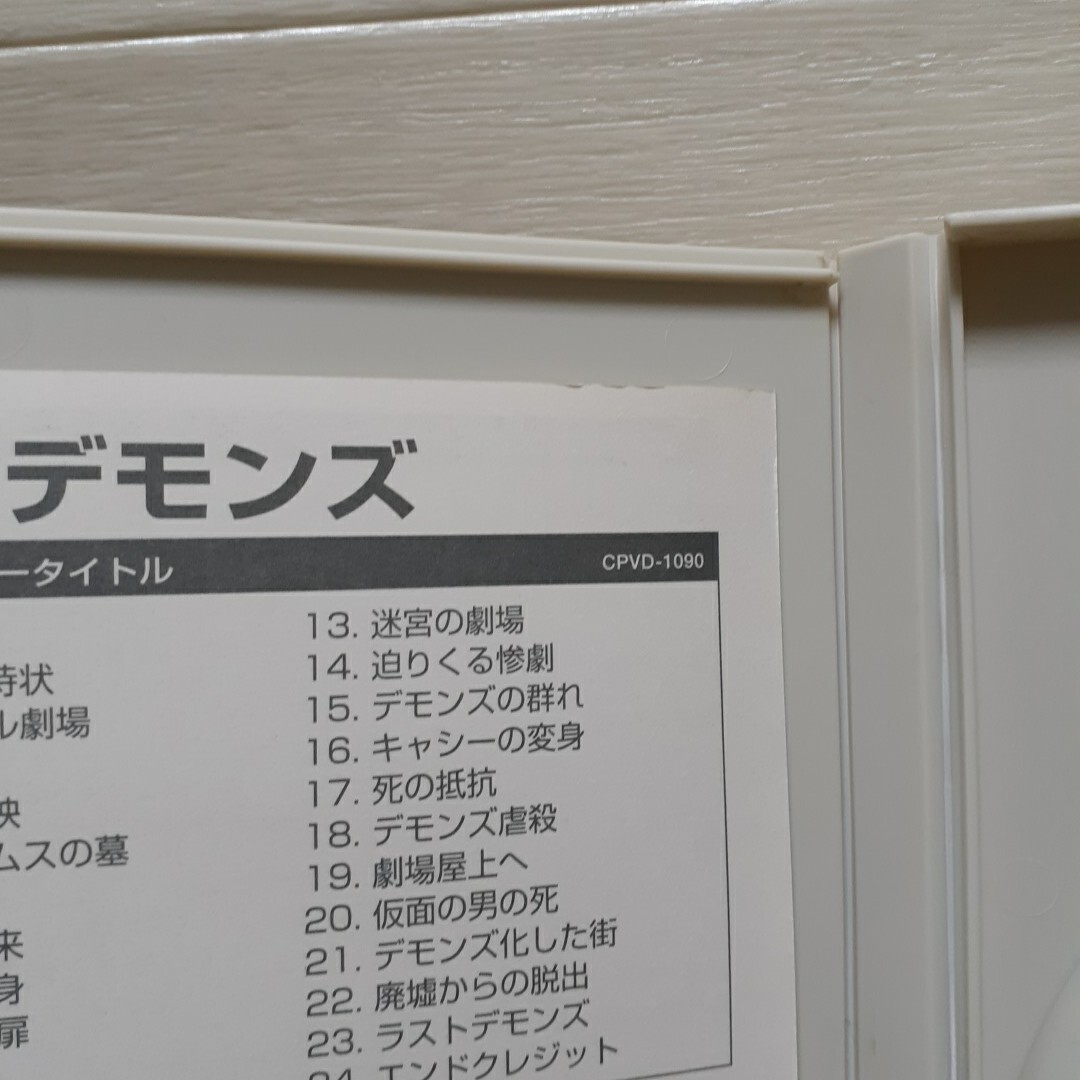 デモンズ
ータイトル
CPVD-1090
待状
ル劇場
映
ムスの墓
来
身
扉
13. 迷宮の劇場
14. 迫りくる惨劇
15. デモンズの群れ
16. キャシーの変身
17. 死の抵抗
18. デモンズ虐殺
19. 劇場屋上へ
20. 仮面の男の死
21. デモンズ化した街
22. 廃墟からの脱出
23. ラストデモンズ
24. エンドクレジット